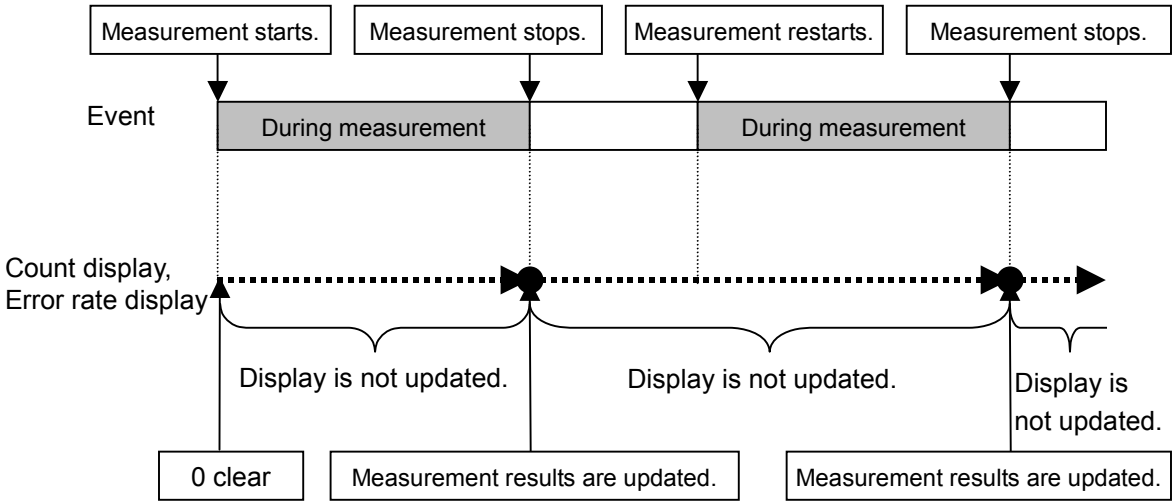 Measurement starts.
Measurement stops.
Measurement restarts.
Measurement stops.
Event
During measurement
During measurement
Count display,
Error rate display
Display is not updated.
Display is not updated.
Display is
not updated.
0 clear
Measurement results are updated.
Measurement results are updated.